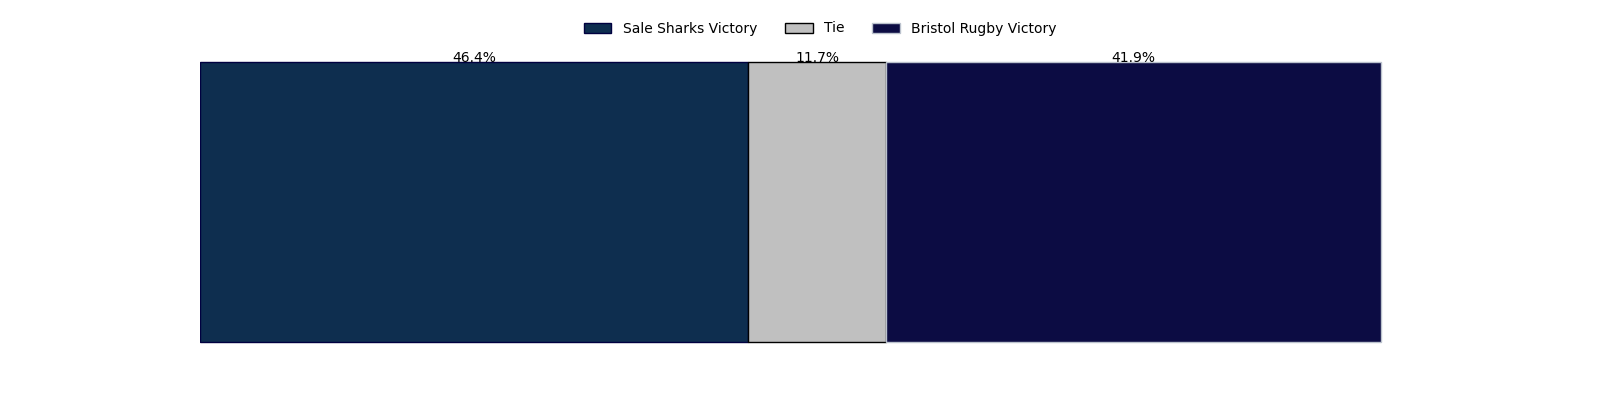 Sale Sharks Victory Tie Bristol Rugby Victory
46.4% 11.7% 41.9%